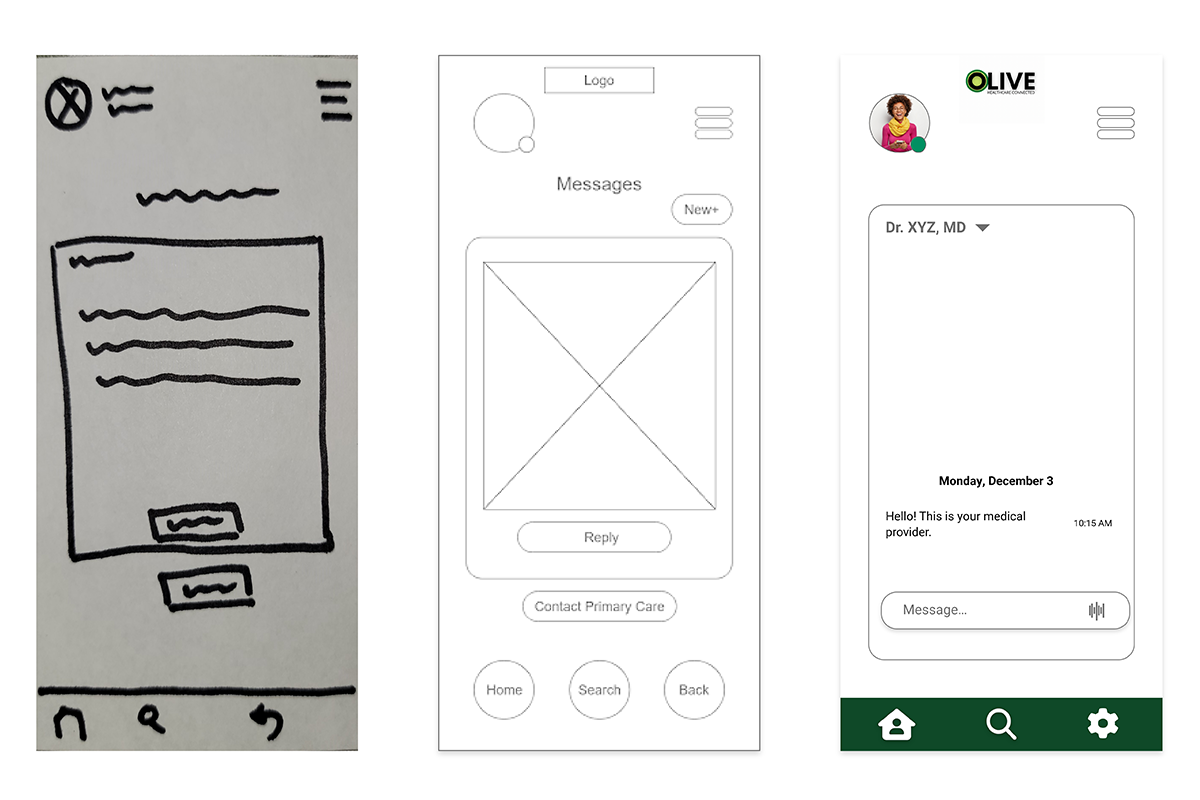 Logo
Messages
New+
Reply
Contact Primary Care
Home
Search
Back
OLIVE
HEALTHCARE CONNECTED
Dr. XYZ, MD
Monday, December 3
Hello! This is your medical
provider.
10:15 AM
Message...